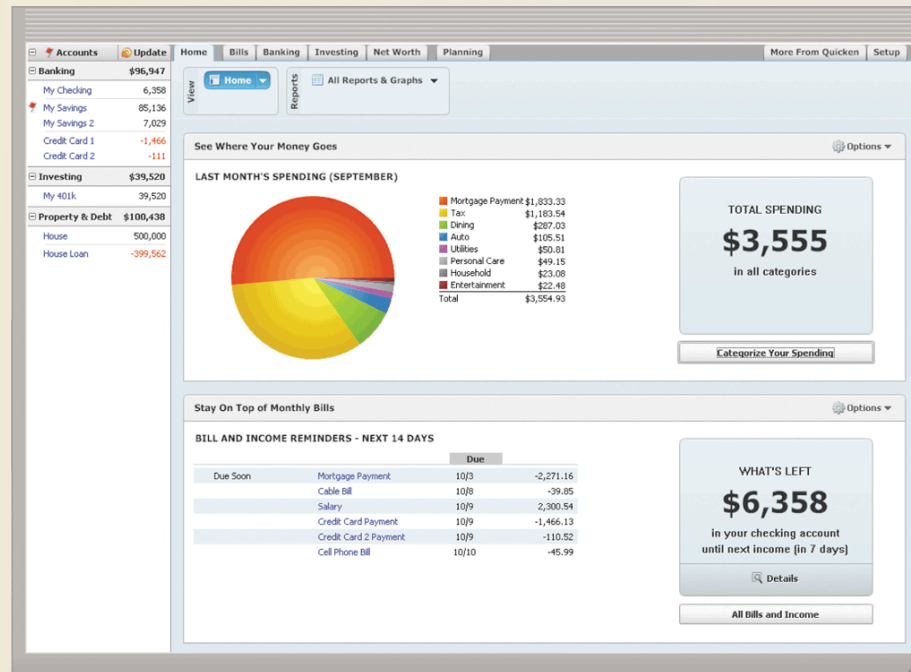 Accounts Update Home Bills Banking Investing Net Worth Planning More From Quicken Setup
Banking $96,947
My Checking 6,358
My Savings 85,136
My Savings 2 7,029
Credit Card 1 -1,466
Credit Card 2 -111
Investing $39,520
My 401k 39,520
Property & Debt $100,438
House 500,000
House Loan -399,562
View
Home
Reports
All Reports & Graphs
See Where Your Money Goes Options
LAST MONTH'S SPENDING (SEPTEMBER)
Mortgage Payment $1,833.33
Tax $1,183.54
Dining $287.03
Auto $105.51
Utilities $50.81
Personal Care $49.15
Household $23.08
Entertainment $22.48
Total $3,554.93
TOTAL SPENDING
$3,555
in all categories
Categorize Your Spending
Stay On Top of Monthly Bills Options
BILL AND INCOME REMINDERS - NEXT 14 DAYS
Due
Due Soon Mortgage Payment 10/3 -2,271.16
Cable Bill 10/8 -39.85
Salary 10/9 2,300.54
Credit Card Payment 10/9 -1,466.13
Credit Card 2 Payment 10/9 -110.52
Cell Phone Bill 10/10 -45.99
WHAT'S LEFT
$6,358
in your checking account
until next income (in 7 days)
Details
All Bills and Income